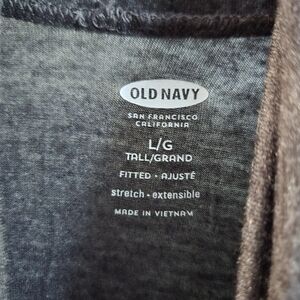 OLD NAVY
SAN FRANCISCO
CALIFORNIA
L/G
TALL/GRAND
FITTED • AJUSTÉ
stretch • extensible
MADE IN VIETNAM